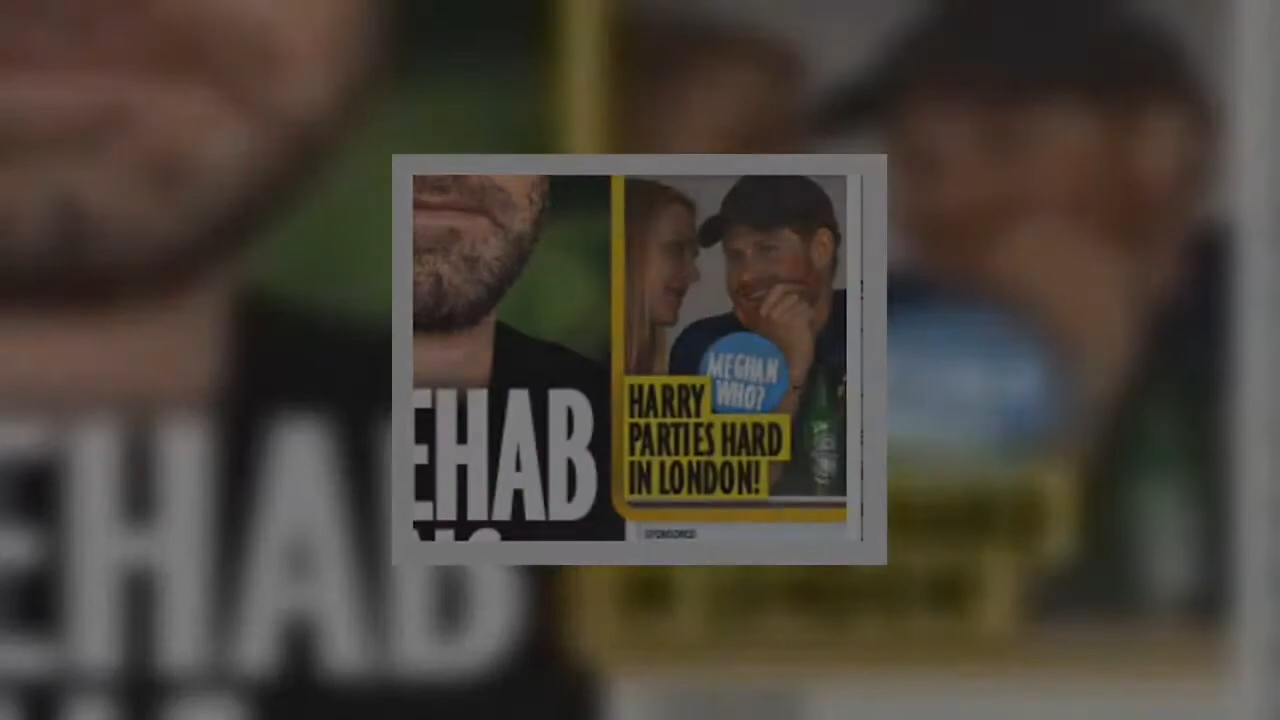 EHAB
MEGHAN
WHO?
HARRY
PARTIES HARD
IN LONDON!
SPONSORED